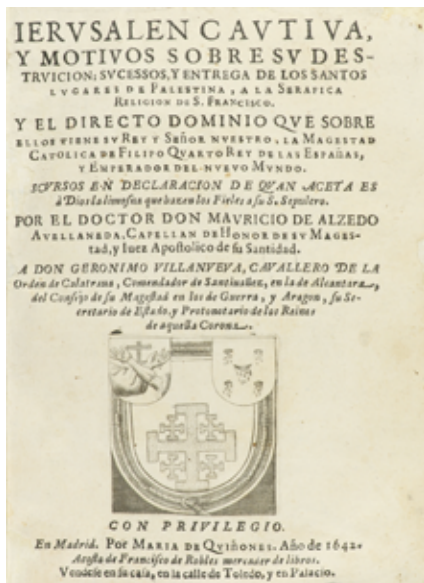 IERVSALEN CAVTIVA,
Y MOTIVOS SOBRE SV DES-
TRVICION; SVCESSOS, Y ENTREGA DE LOS SANTOS
LVGARES DE PALESTINA, A LA SERAFICA
RELIGION DE S. FRANCISCO.
Y EL DIRECTO DOMINIO QVE SOBRE
ELLOS TIENE SV REY Y SEÑOR NVESTRO, LA MAGESTAD
CATOLICA DE FILIPO QVARTO REY DE LAS ESPAÑAS,
Y EMPERADOR DEL NVEVO MVNDO.
SCVRSOS EN DECLARACION DE QVAN ACETA ES
à Dios la limosna que hazen los Fieles a su S. Sepulcro.
POR EL DOCTOR DON MAVRICIO DE ALZEDO
AVELLANEDA, CAPELLAN DE HONOR DE SV MAGES-
tad, y Iuez Apostolico de su Santidad.
A DON GERONIMO VILLANVEVA, CAVALLERO DE LA
Orden de Calatraua, Comendador de Santiuañez, en la de Alcantara,
del Consejo de su Magestad en los de Guerra, y Aragon, su Se-
cretario de Estado, y Protonotario de los Reinos
de aquella Corona.
CON PRIVILEGIO.
En Madrid. Por MARIA DE QVIÑONES. Año de 1642.
Acosta de Francisco de Robles mercader de libros.
Vendese en su casa, en la calle de Toledo, y en Palacio.